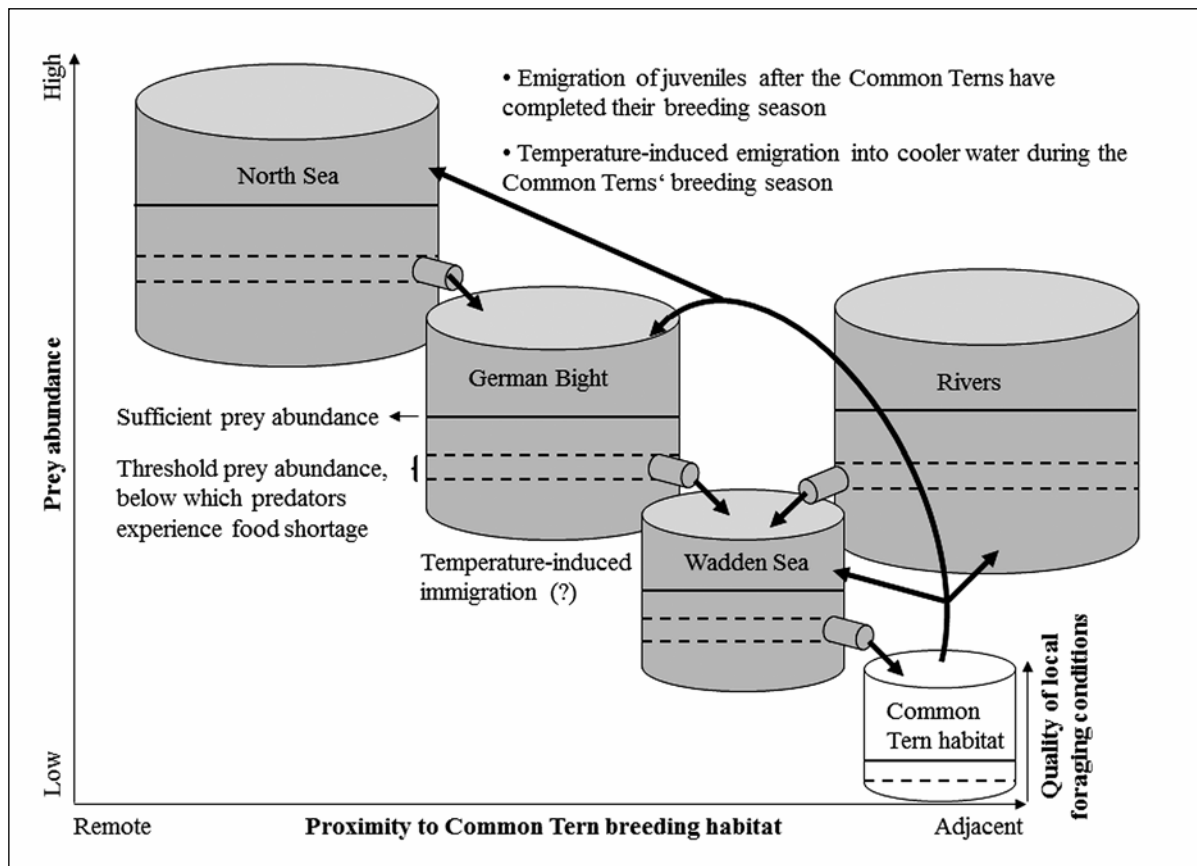 High
• Emigration of juveniles after the Common Terns have
completed their breeding season
• Temperature-induced emigration into cooler water during the
Common Terns‘ breeding season
North Sea
German Bight
Rivers
Sufficient prey abundance
Threshold prey abundance,
below which predators
experience food shortage
Prey abundance
Temperature-induced
immigration (?)
Wadden Sea
Common
Tern habitat
Quality of local
foraging conditions
Low
Remote
Proximity to Common Tern breeding habitat
Adjacent